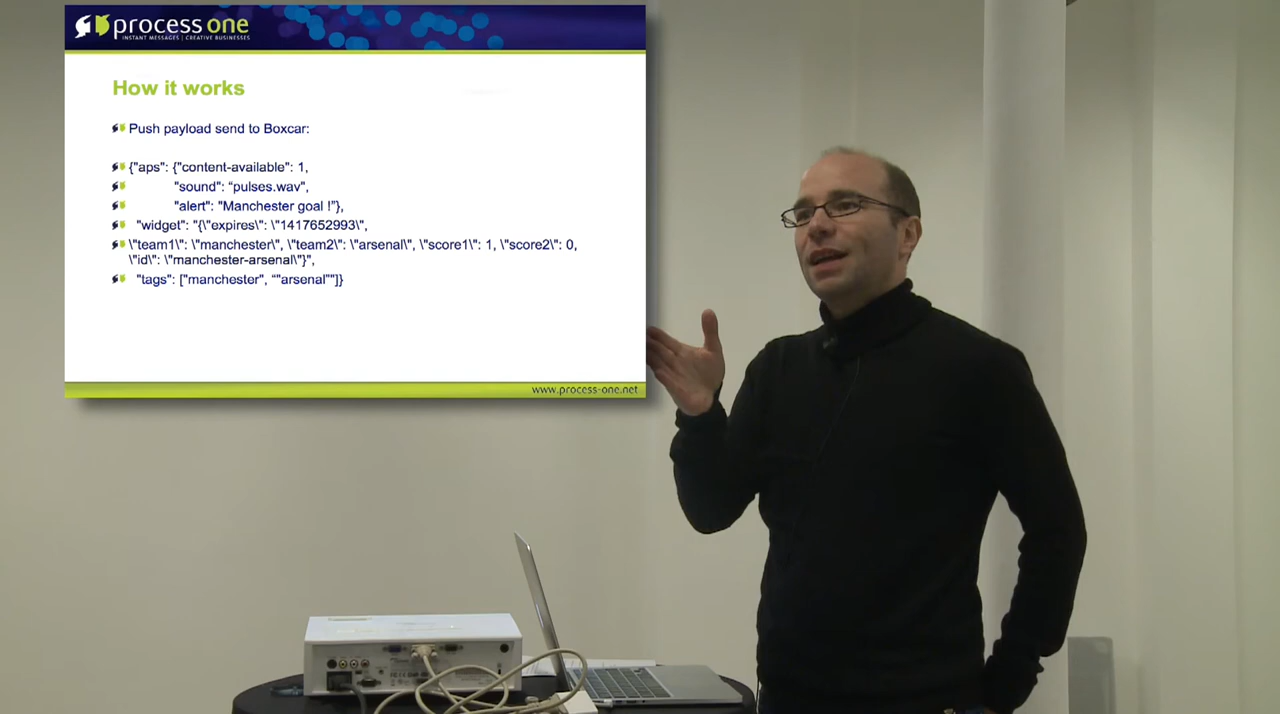 process one
INSTANT MESSAGES | CREATIVE BUSINESSES
How it works
Push payload send to Boxcar:
{"aps": {"content-available": 1,
"sound": “pulses.wav",
"alert": "Manchester goal !”},
"widget": "{\"expires\": \"1417652993\",
\"team1\": \"manchester\", \"team2\": \"arsenal\", \"score1\": 1, \"score2\": 0,
\"id\": \"manchester-arsenal\"}",
"tags": ["manchester", “"arsenal”"]}
www.process-one.net